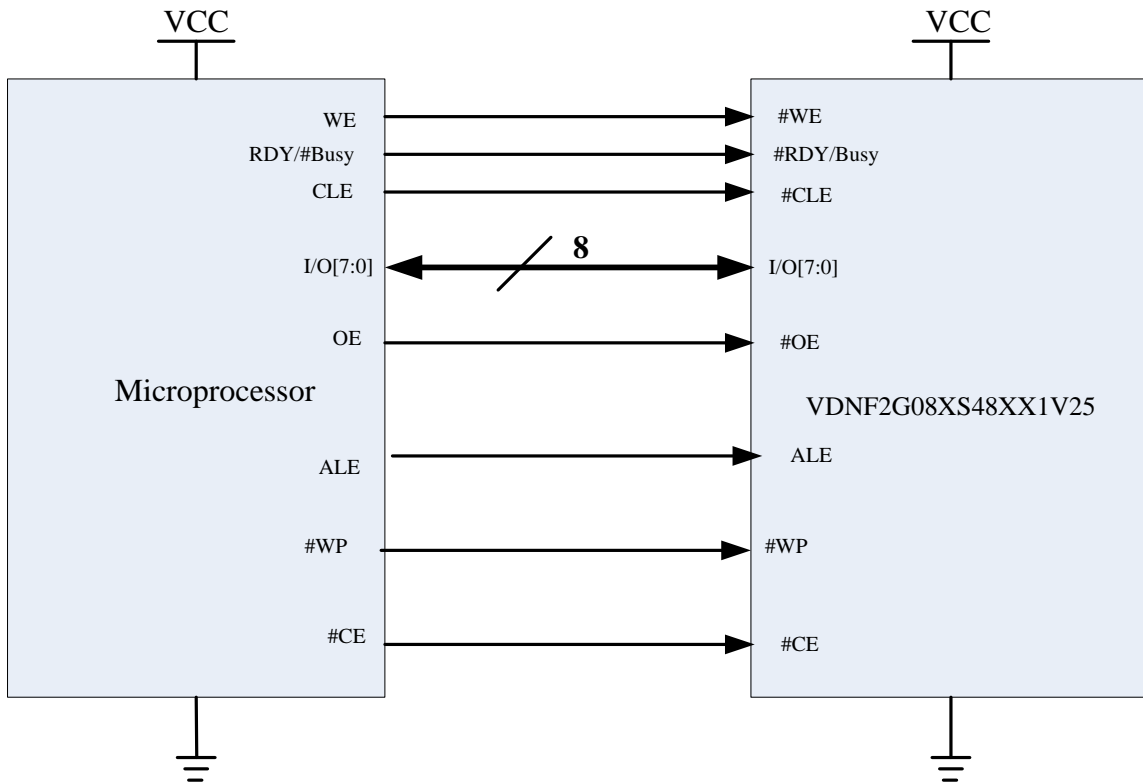 VCC
VCC
WE
#WE
RDY/#Busy
#RDY/Busy
CLE
#CLE
8
I/O[7:0]
I/O[7:0]
OE
#OE
Microprocessor
VDNF2G08XS48XX1V25
ALE
ALE
#WP
#WP
#CE
#CE